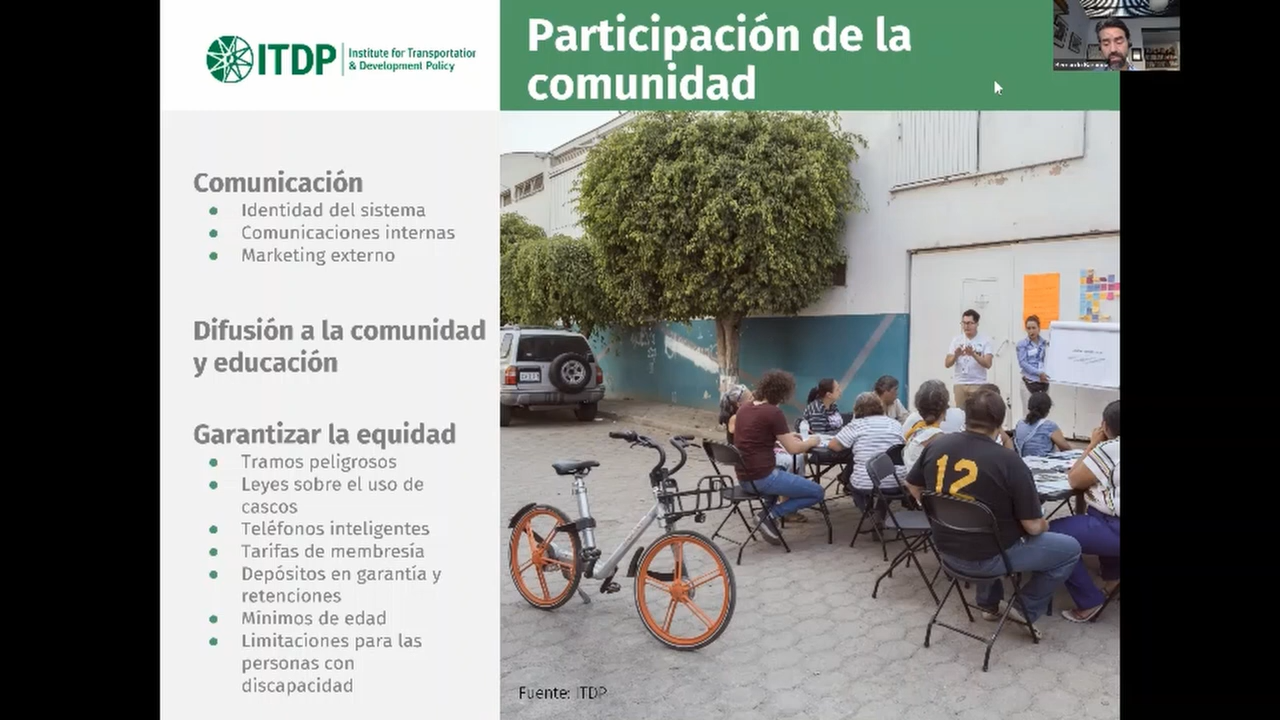 ITDP
Institute for Transportation
& Development Policy
Participación de la
comunidad
Comunicación
Identidad del sistema
Comunicaciones internas
Marketing externo
Difusión a la comunidad
y educación
Garantizar la equidad
Tramos peligrosos
Leyes sobre el uso de
cascos
Teléfonos inteligentes
Tarifas de membresía
Depósitos en garantía y
retenciones
Mínimos de edad
Limitaciones para las
personas con
discapacidad
12
Fuente: ITDP